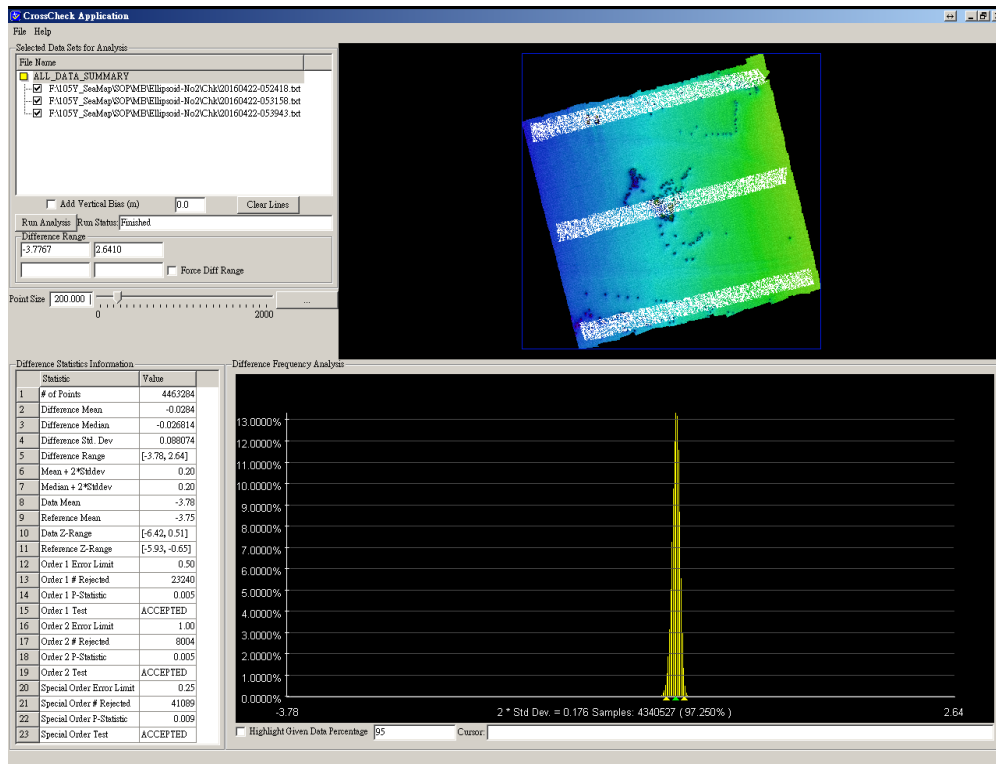 CrossCheck Application
File Help
Selected Data Sets for Analysis
File Name
ALL_DATA_SUMMARY
F:\105Y_SeaMap\SOP\MB\Ellipsoid-No2\Chk\20160422-052418.txt
F:\105Y_SeaMap\SOP\MB\Ellipsoid-No2\Chk\20160422-053158.txt
F:\105Y_SeaMap\SOP\MB\Ellipsoid-No2\Chk\20160422-053943.txt
Add Vertical Bias (m) 0.0 Clear Lines
Run Analysis Run Status: Finished
Difference Range
-3.7767 2.6410
Force Diff Range
Point Size 200.000 ...
0 2000
Difference Statistics Information
Statistic Value
1 # of Points 4463284
2 Difference Mean -0.0284
3 Difference Median -0.026814
4 Difference Std. Dev 0.088074
5 Difference Range [-3.78, 2.64]
6 Mean + 2*Stddev 0.20
7 Median + 2*Stddev 0.20
8 Data Mean -3.78
9 Reference Mean -3.75
10 Data Z-Range [-6.42, 0.51]
11 Reference Z-Range [-5.93, -0.65]
12 Order 1 Error Limit 0.50
13 Order 1 # Rejected 23240
14 Order 1 P-Statistic 0.005
15 Order 1 Test ACCEPTED
16 Order 2 Error Limit 1.00
17 Order 2 # Rejected 8004
18 Order 2 P-Statistic 0.005
19 Order 2 Test ACCEPTED
20 Special Order Error Limit 0.25
21 Special Order # Rejected 41089
22 Special Order P-Statistic 0.009
23 Special Order Test ACCEPTED
Difference Frequency Analysis
13.0000%
12.0000%
11.0000%
10.0000%
9.0000%
8.0000%
7.0000%
6.0000%
5.0000%
4.0000%
3.0000%
2.0000%
1.0000%
0.0000%
-3.78 2 * Std Dev. = 0.176 Samples: 4340527 ( 97.250% ) 2.64
Highlight Given Data Percentage 95 Cursor: